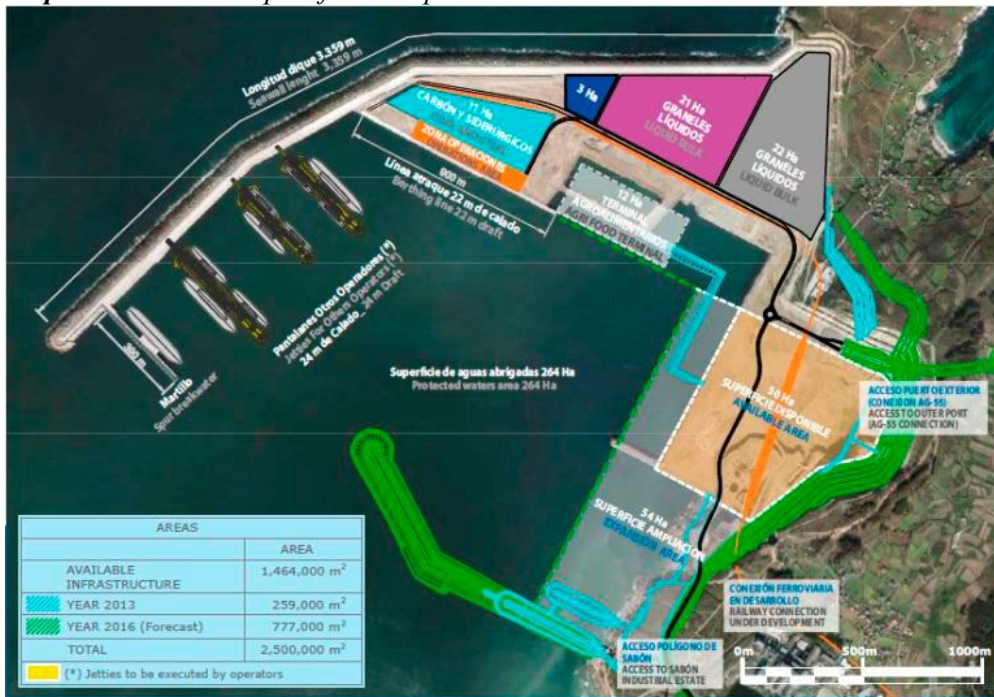 Longitud dique 3.359 m
Seawall lenght 3,359 m
11 Ha
CARBÓN Y SIDERÚRGICOS
ZONA OPERACIONES
3 Ha
21 Ha
GRANELES
LÍQUIDOS
LIQUID BULK
22 Ha
GRANELES
LÍQUIDOS
LIQUID BULK
900 m
Línea atraque 22 m de calado
Berthing line 22 m draft
12 Ha
TERMINAL
AGROALIMENTARIOS
AGRI FOOD TERMINAL
Pantalanes Otros Operadores (*)
Jetties For Others Operators (*)
24 m de Calado_ 24 m Draft
Martillo
Spur breakwater
Superficie de aguas abrigadas 264 Ha
Protected waters area 264 Ha
50 Ha
SUPERFICIE DISPONIBLE
AVAILABLE AREA
ACCESO PUERTO EXTERIOR
(CONEXIÓN AG-55)
ACCESS TO OUTER PORT
(AG-55 CONNECTION)
54 Ha
SUPERFICIE AMPLIACIÓN
EXPANSION AREA
CONEXIÓN FERROVIARIA
EN DESARROLLO
RAILWAY CONNECTION
UNDER DEVELOPMENT
ACCESO POLÍGONO DE
SABÓN
ACCESS TO SABÓN
INDUSTRIAL ESTATE
0m 500m 1000m
AREAS
AREA
AVAILABLE INFRASTRUCTURE 1,464,000 m²
YEAR 2013 259,000 m²
YEAR 2016 (Forecast) 777,000 m²
TOTAL 2,500,000 m²
(*) Jetties to be executed by operators